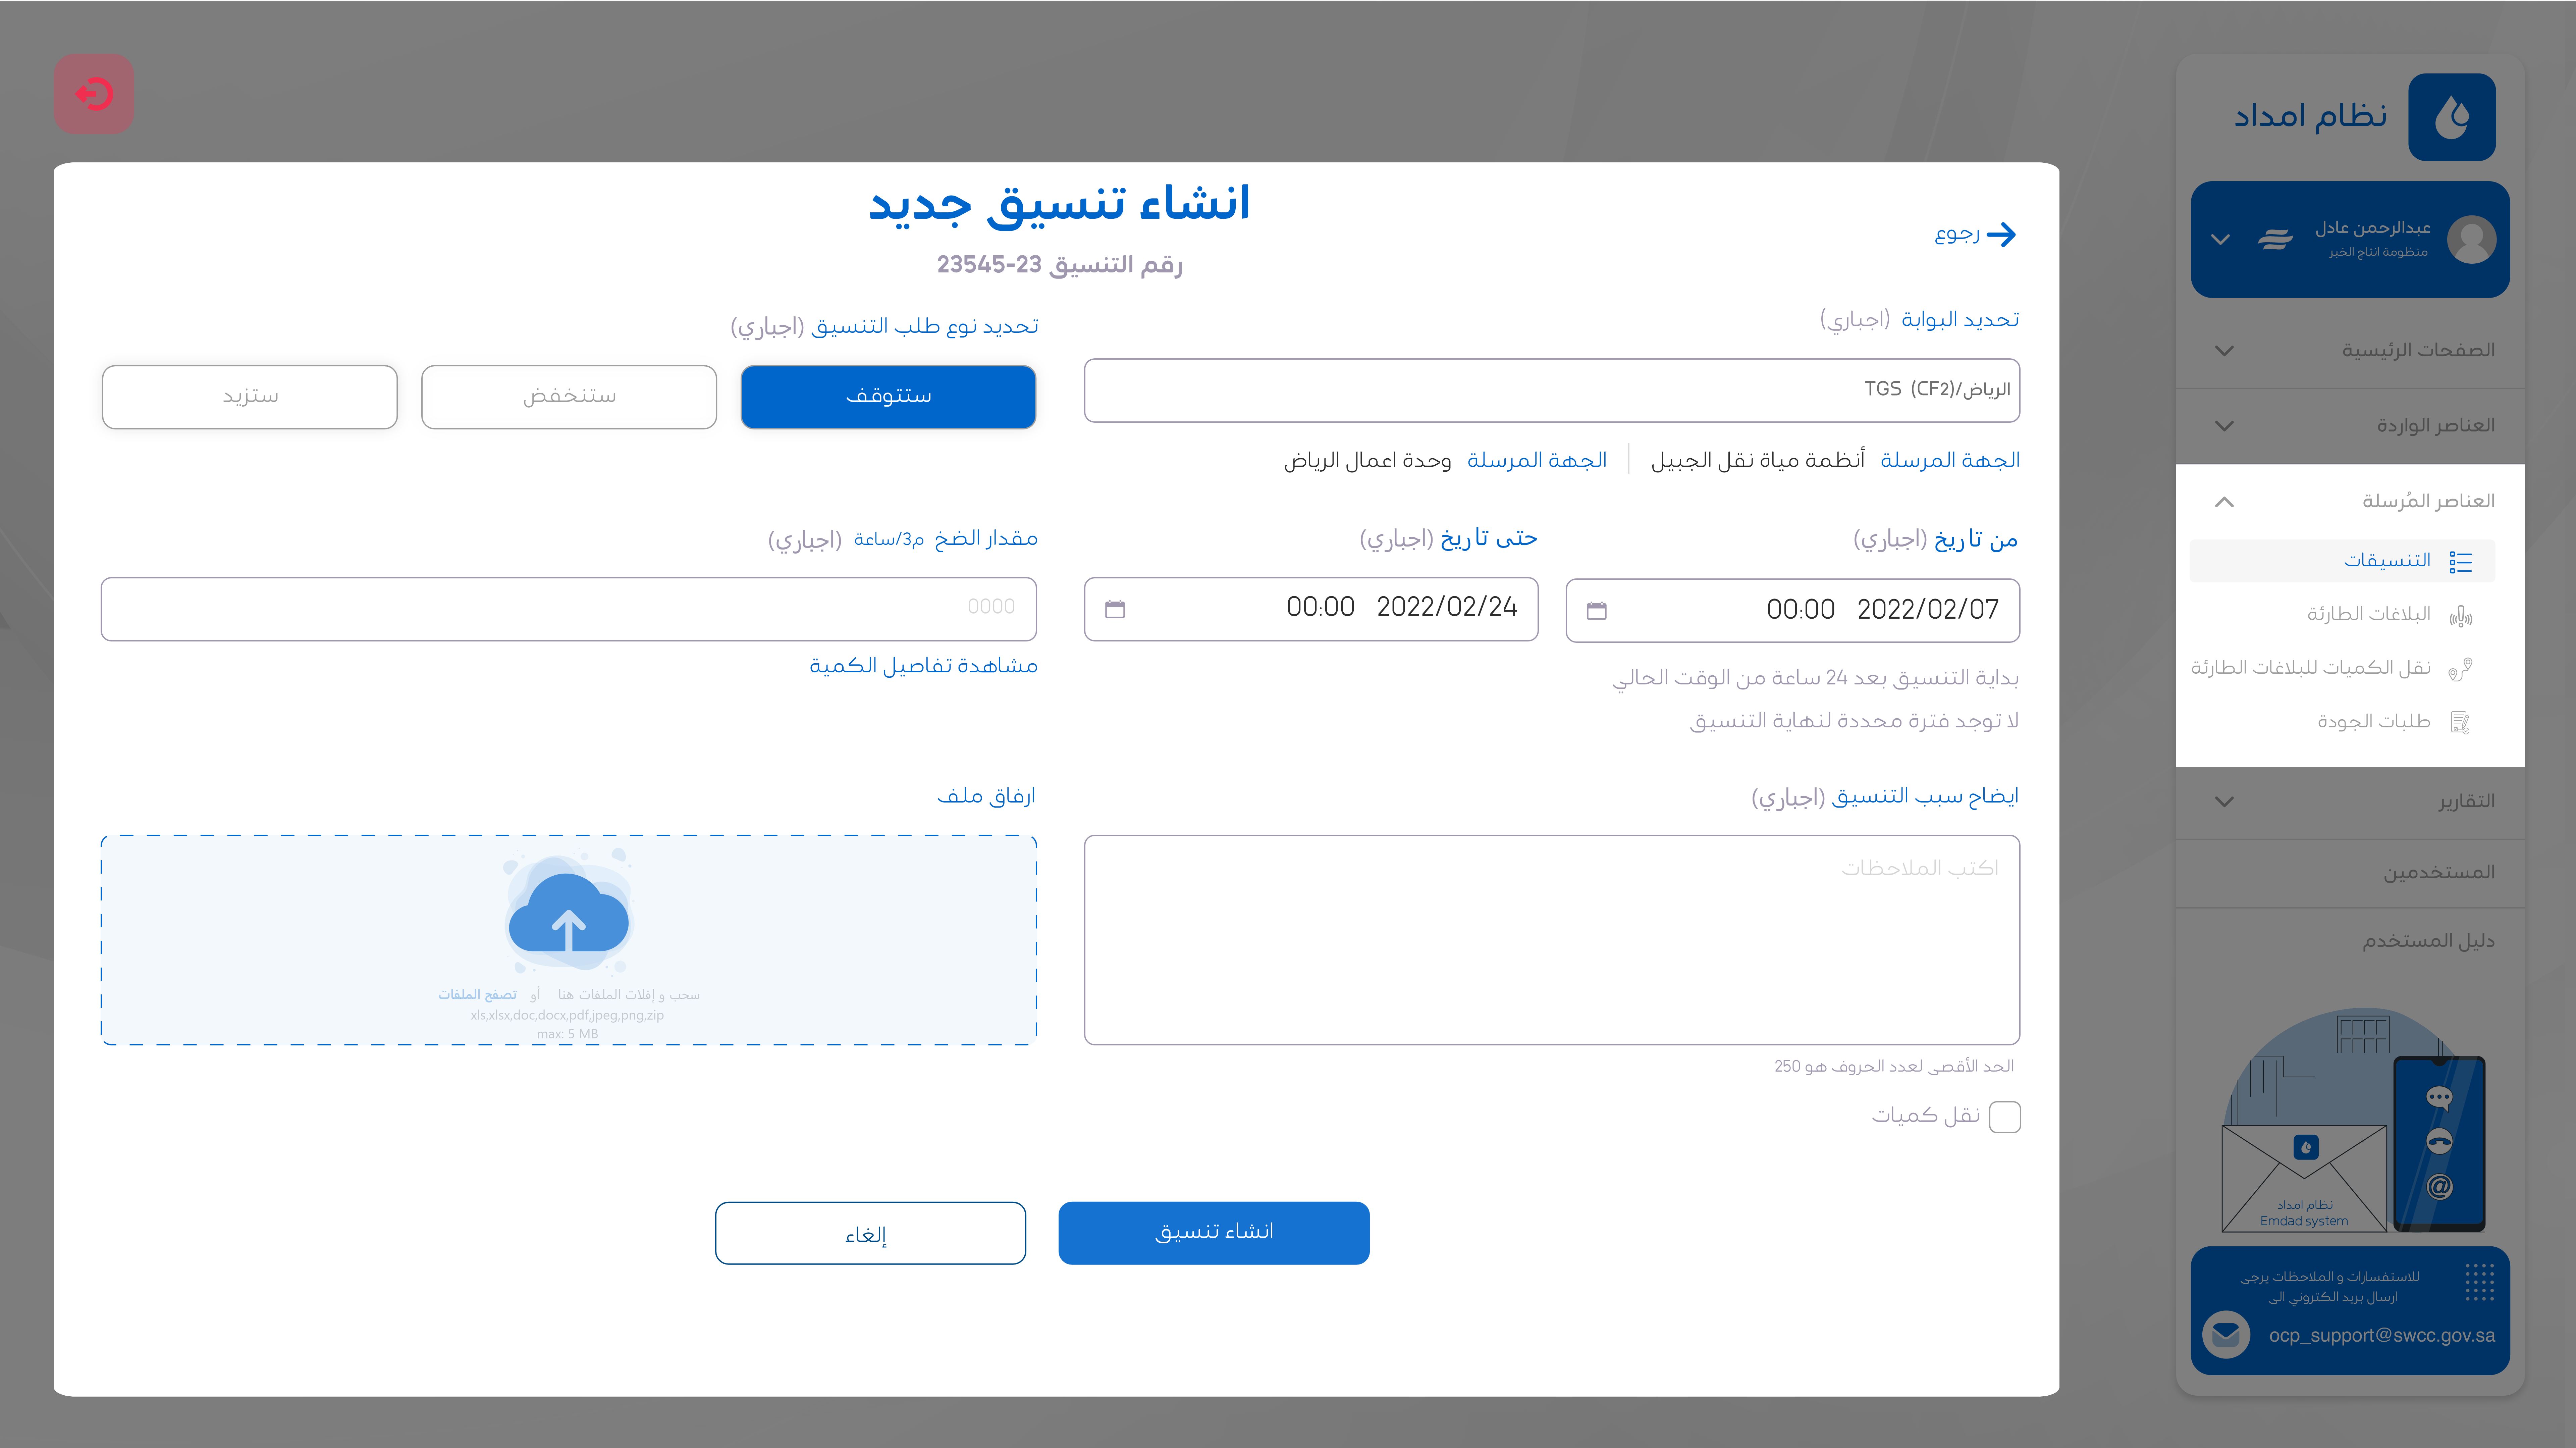 نظام امداد
عبدالرحمن عادل
منظومة انتاج الخبر
الصفحات الرئيسية
العناصر الواردة
العناصر المُرسلة
التنسيقات
البلاغات الطارئة
نقل الكميات للبلاغات الطارئة
طلبات الجودة
التقارير
المستخدمين
دليل المستخدم
نظام امداد
Emdad system
للاستفسارات و الملاحظات يرجى
ارسال بريد الكتروني الى
ocp_support@swcc.gov.sa
انشاء تنسيق جديد
رجوع
رقم التنسيق 23-23545
تحديد البوابة (اجباري)
الرياض/TGS (CF2)
الجهة المرسلة أنظمة مياة نقل الجبيل الجهة المرسلة وحدة اعمال الرياض
تحديد نوع طلب التنسيق (اجباري)
ستتوقف ستنخفض ستزيد
من تاريخ (اجباري) حتى تاريخ (اجباري)
2022/02/07 00:00 2022/02/24 00:00
بداية التنسيق بعد 24 ساعة من الوقت الحالي
لا توجد فترة محددة لنهاية التنسيق
مقدار الضخ م3/ساعة (اجباري)
0000
مشاهدة تفاصيل الكمية
ايضاح سبب التنسيق (اجباري)
اكتب الملاحظات
الحد الأقصى لعدد الحروف هو 250
نقل كميات
ارفاق ملف
سحب و إفلات الملفات هنا أو تصفح الملفات
xls,xlsx,doc,docx,pdf,jpeg,png,zip
max: 5 MB
انشاء تنسيق إلغاء